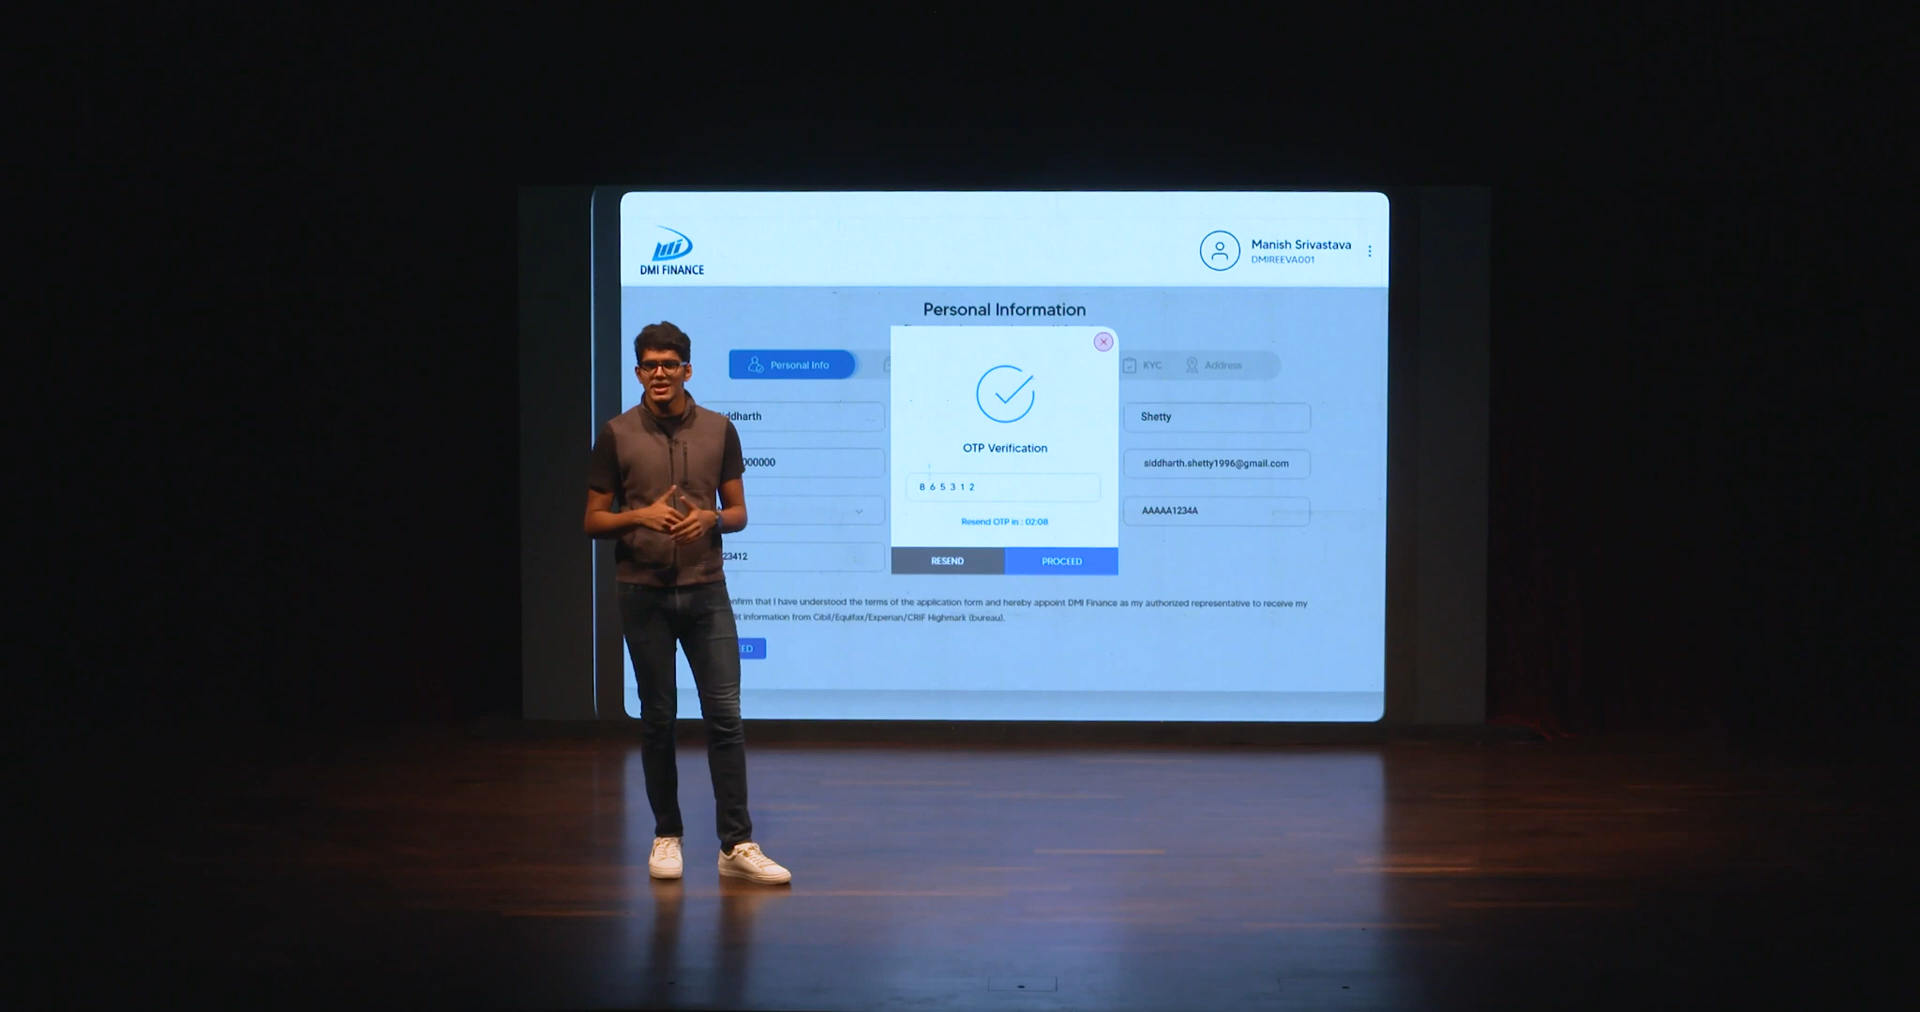 DMI FINANCE
Manish Srivastava
DMIREEVA001
Personal Information
Personal Info
KYC
Address
ddharth
Shetty
000000
siddharth.shetty1996@gmail.com
AAAAA1234A
23412
OTP Verification
8 6 5 3 1 2
Resend OTP in : 02:08
RESEND
PROCEED
onfirm that I have understood the terms of the application form and hereby appoint DMI Finance as my authorized representative to receive my
information from Cibil/Equifax/Experian/CRIF Highmark (bureau).
ED